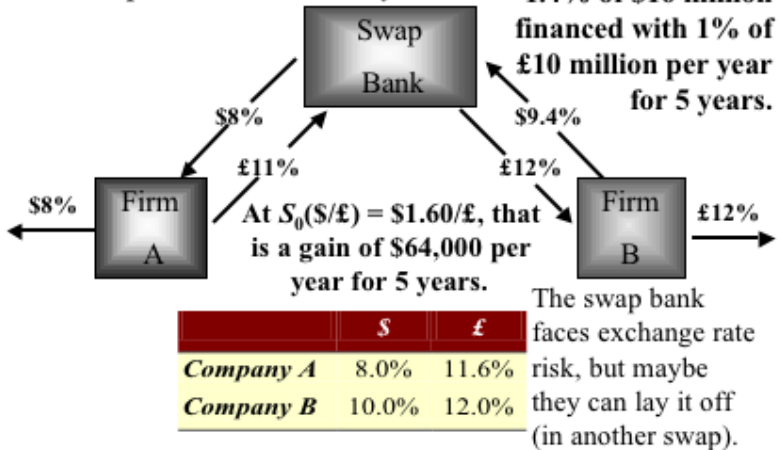 financed with 1% of
£10 million per year
for 5 years.
Swap
Bank
$8%
£11%
$9.4%
£12%
$8%
Firm
A
Firm
B
£12%
At S₀($/£) = $1.60/£, that
is a gain of $64,000 per
year for 5 years.
$ £
Company A 8.0% 11.6%
Company B 10.0% 12.0%
The swap bank
faces exchange rate
risk, but maybe
they can lay it off
(in another swap).